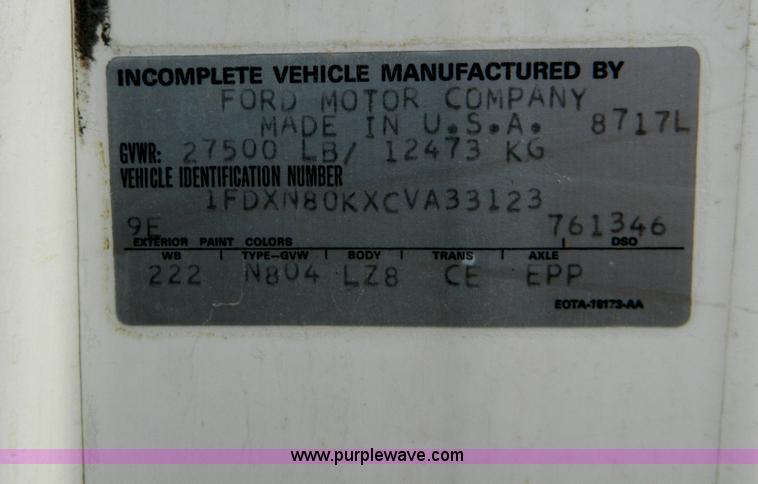 INCOMPLETE VEHICLE MANUFACTURED BY
FORD MOTOR COMPANY
MADE IN U.S.A. 8717L
GVWR: 27500 LB/ 12473 KG
VEHICLE IDENTIFICATION NUMBER
1FDXN80KXCVA33123
9E 761346
EXTERIOR PAINT COLORS DSO
WB TYPE-GVW BODY TRANS AXLE
222 N804 LZ8 CE EPP
EOTA-18173-AA
www.purplewave.com